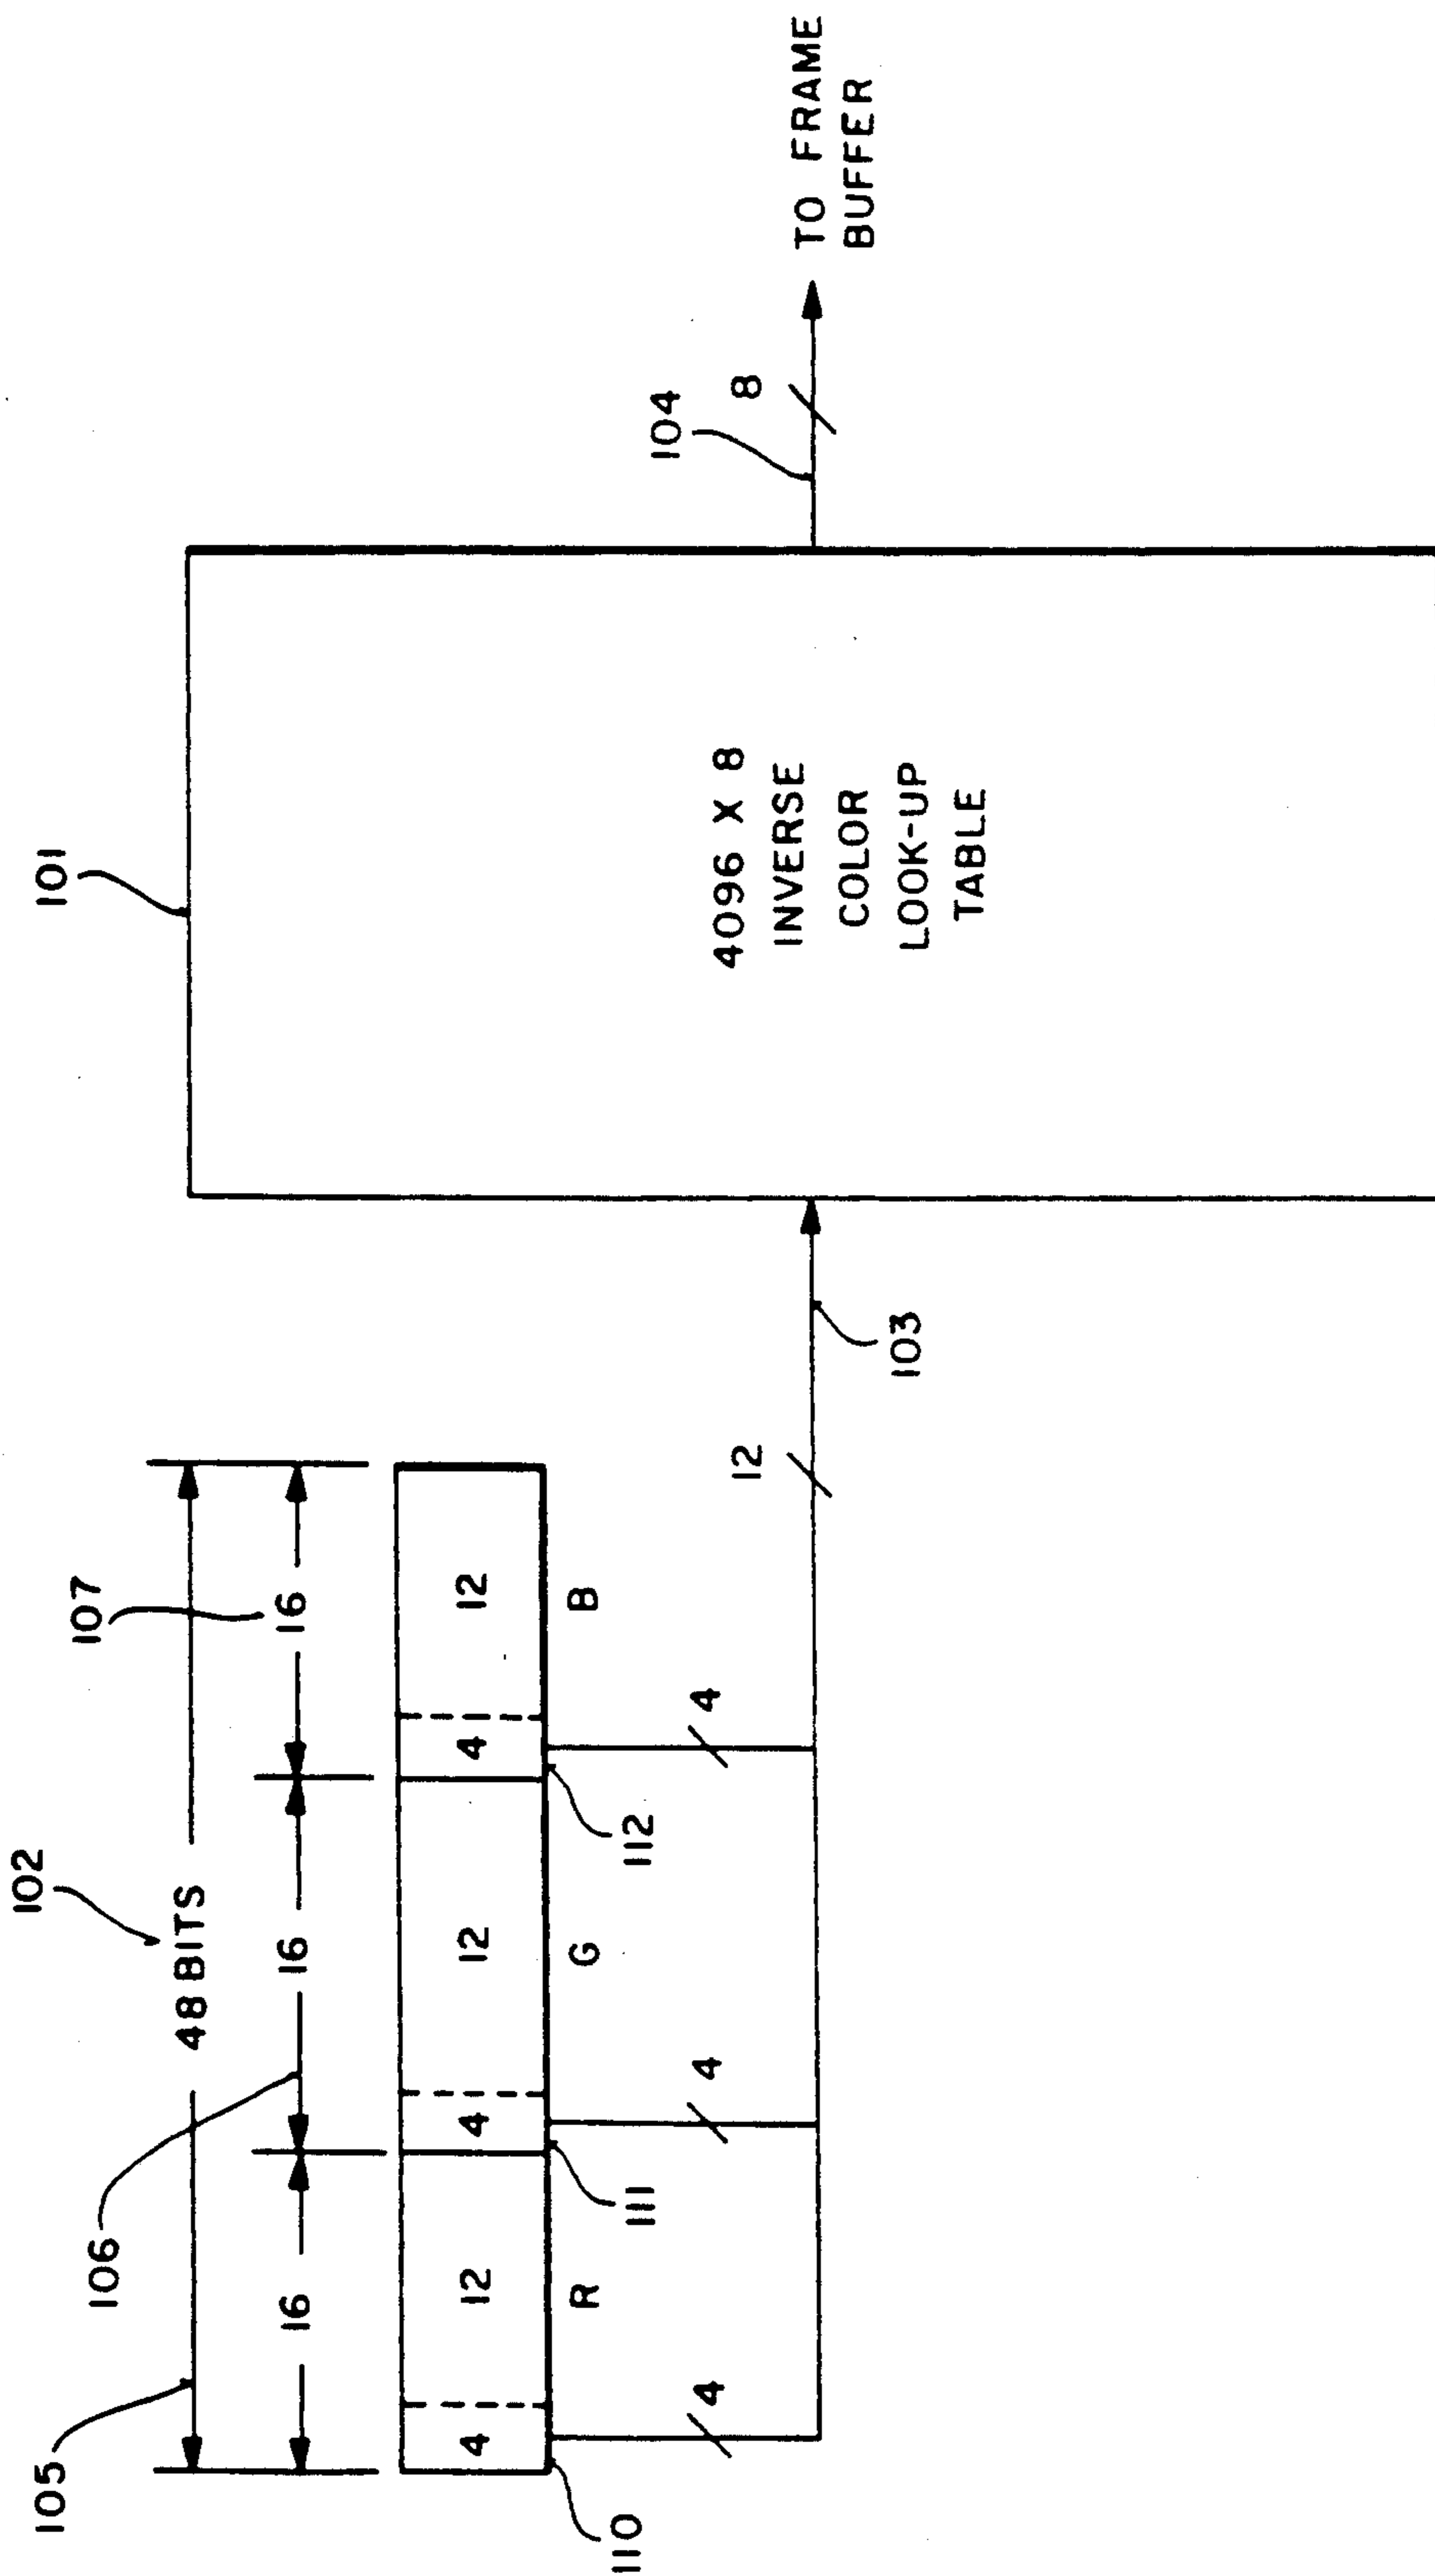 102
105
106
107
48 BITS
16
16
16
4
12
4
12
4
12
R
G
B
110
111
112
4
4
4
12
103
101
4096 X 8
INVERSE
COLOR
LOOK-UP
TABLE
104
8
TO FRAME
BUFFER